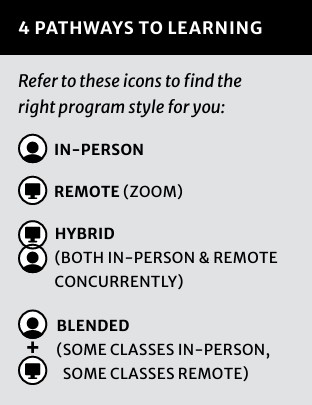 4 PATHWAYS TO LEARNING
Refer to these icons to find the
right program style for you:
IN-PERSON
REMOTE (ZOOM)
HYBRID
(BOTH IN-PERSON & REMOTE
CONCURRENTLY)
BLENDED
+ (SOME CLASSES IN-PERSON,
SOME CLASSES REMOTE)